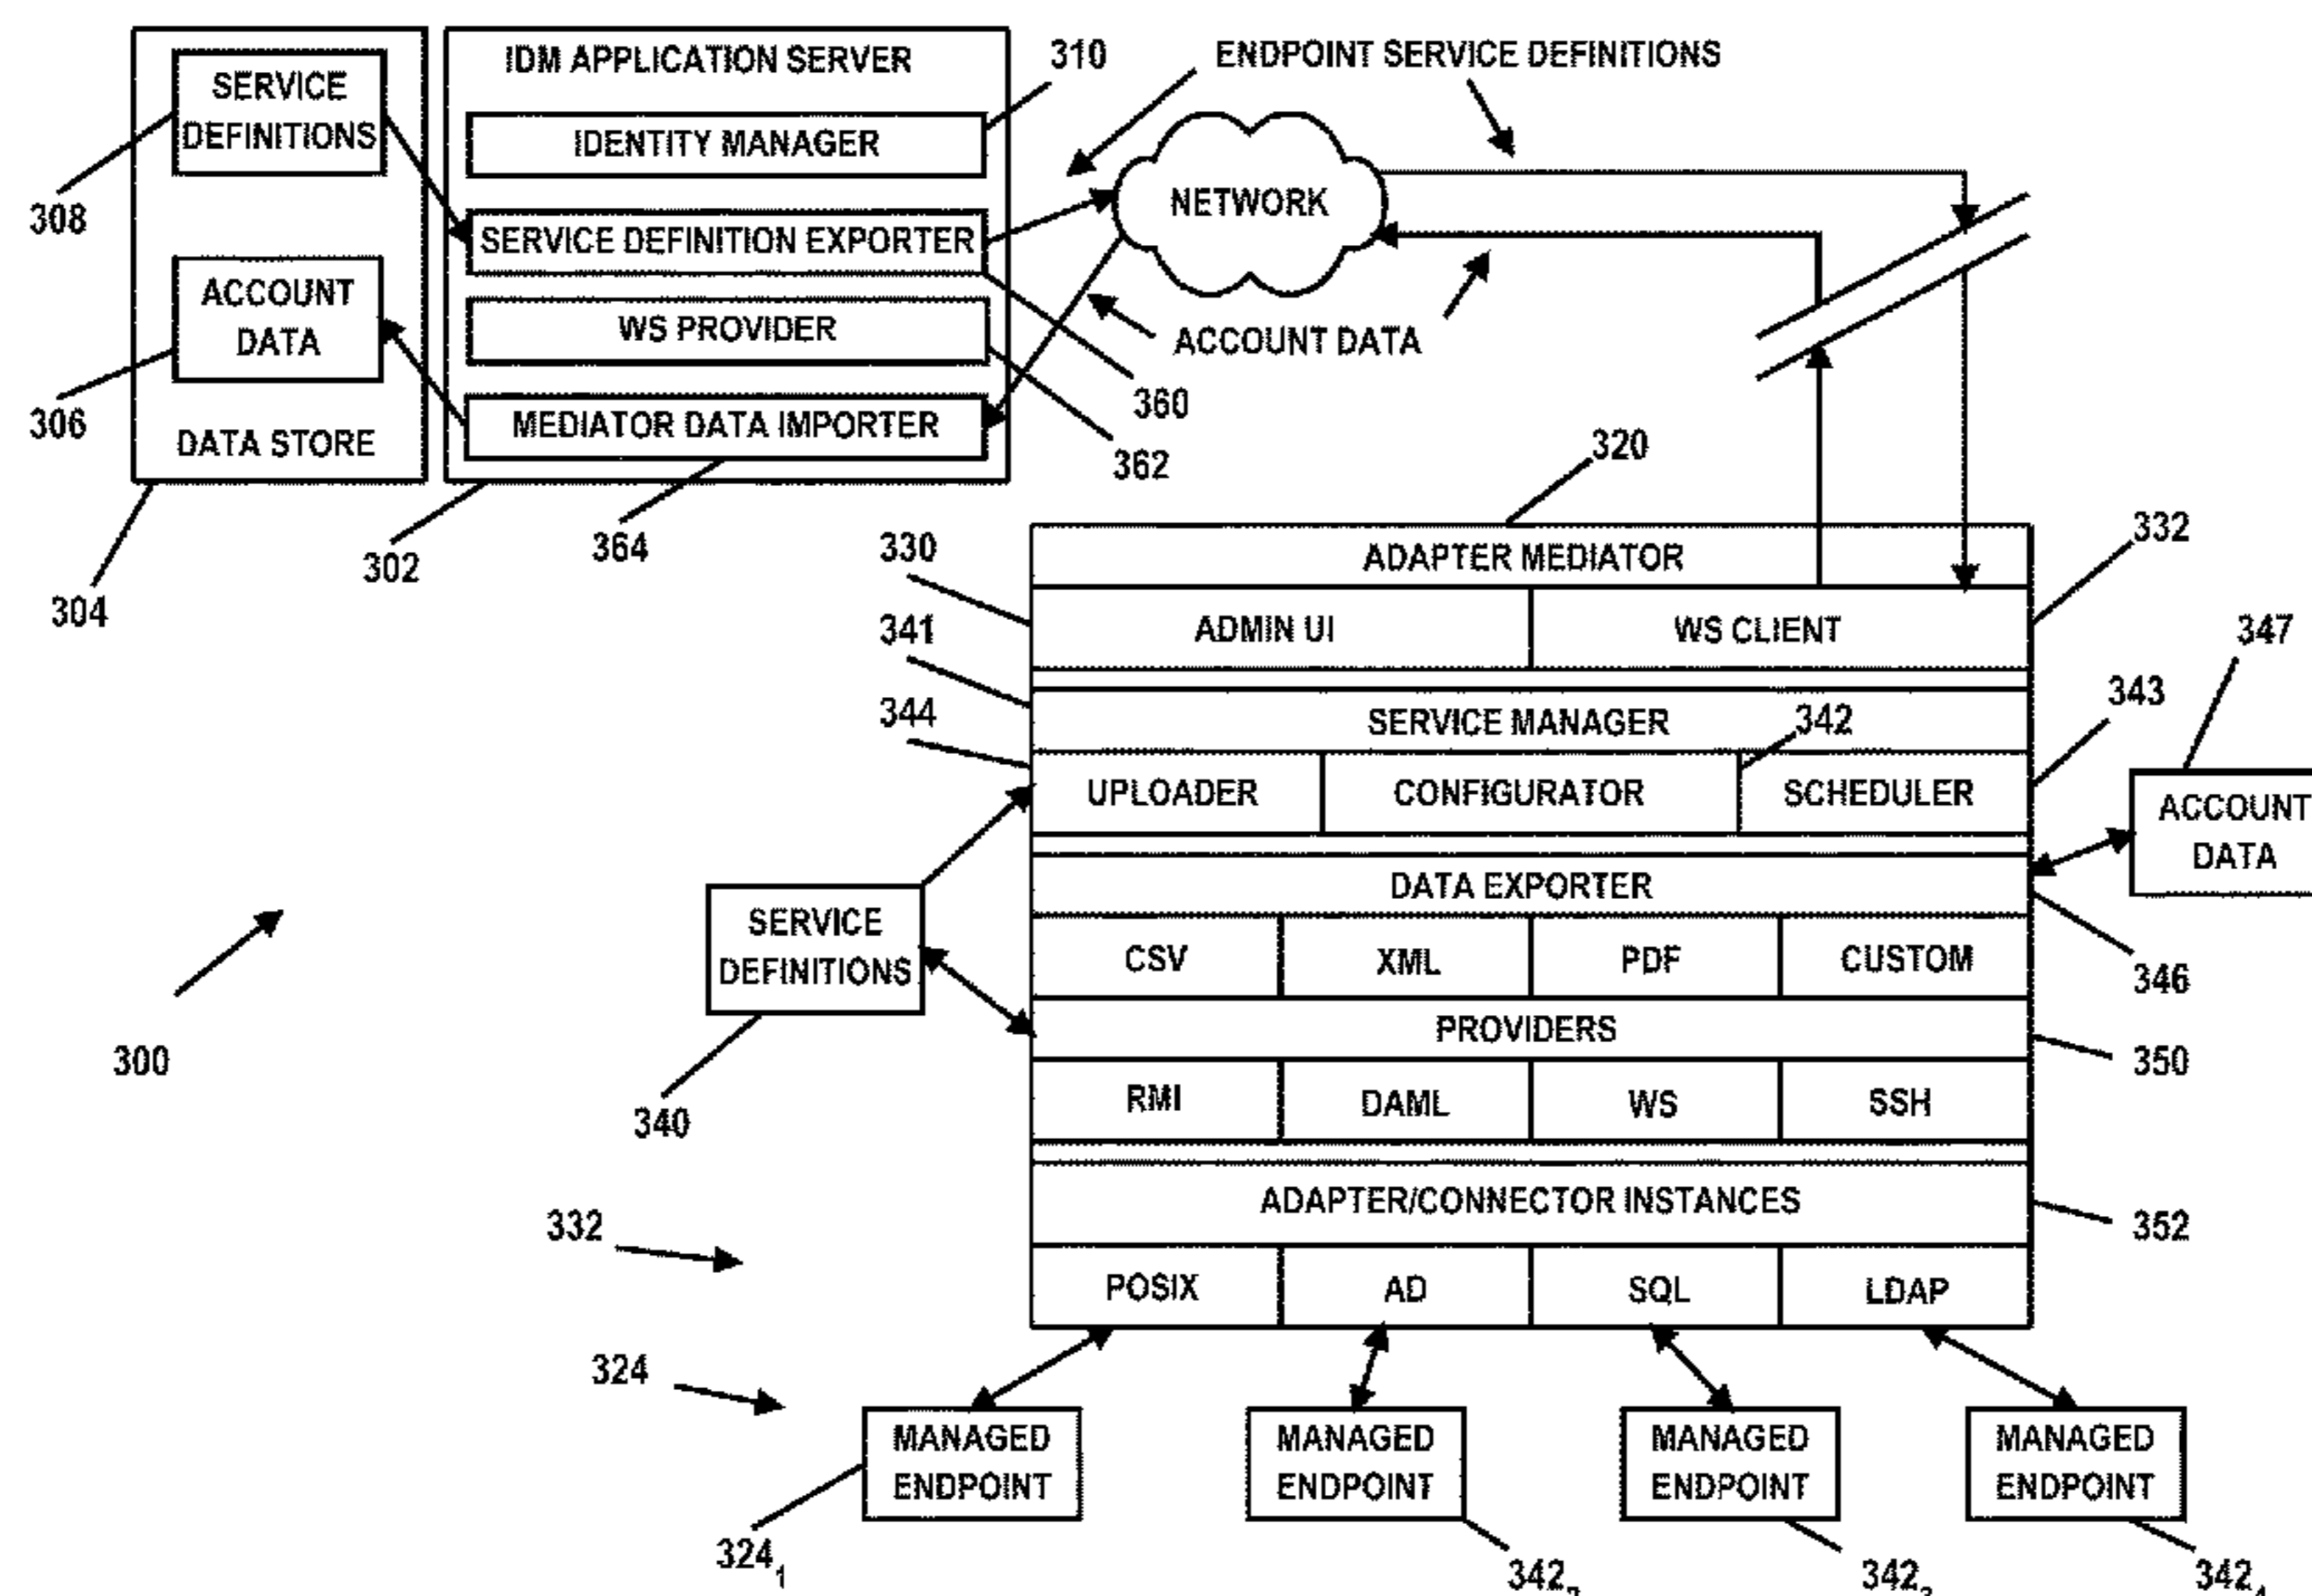 SERVICE
DEFINITIONS
308
ACCOUNT
DATA
306
DATA STORE
304
IDM APPLICATION SERVER
310
IDENTITY MANAGER
SERVICE DEFINITION EXPORTER
WS PROVIDER
MEDIATOR DATA IMPORTER
302
364
360
362
ENDPOINT SERVICE DEFINITIONS
NETWORK
ACCOUNT DATA
320
330
ADAPTER MEDIATOR
332
341
ADMIN UI
WS CLIENT
347
344
SERVICE MANAGER
342
343
UPLOADER
CONFIGURATOR
SCHEDULER
ACCOUNT
DATA
DATA EXPORTER
SERVICE
DEFINITIONS
CSV
XML
PDF
CUSTOM
346
300
340
PROVIDERS
350
RMI
DAML
WS
SSH
332
ADAPTER/CONNECTOR INSTANCES
352
POSIX
AD
SQL
LDAP
324
MANAGED
ENDPOINT
MANAGED
ENDPOINT
MANAGED
ENDPOINT
MANAGED
ENDPOINT
324₁
342₂
342₃
342₄